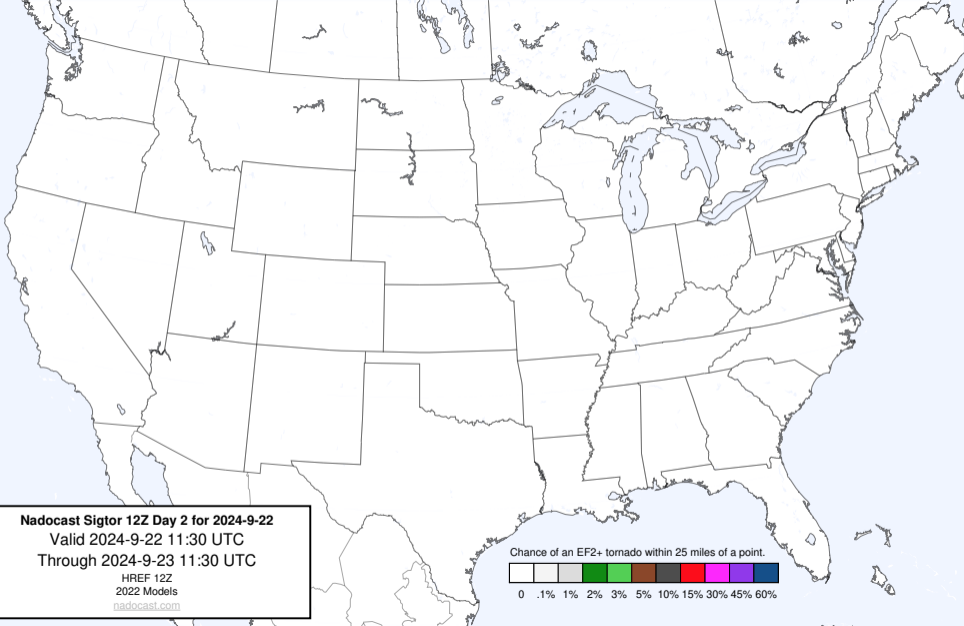 Nadocast Sigtor 12Z Day 2 for 2024-9-22
Valid 2024-9-22 11:30 UTC
Through 2024-9-23 11:30 UTC
HREF 12Z
2022 Models
nadocast.com
Chance of an EF2+ tornado within 25 miles of a point.
0 .1% 1% 2% 3% 5% 10% 15% 30% 45% 60%